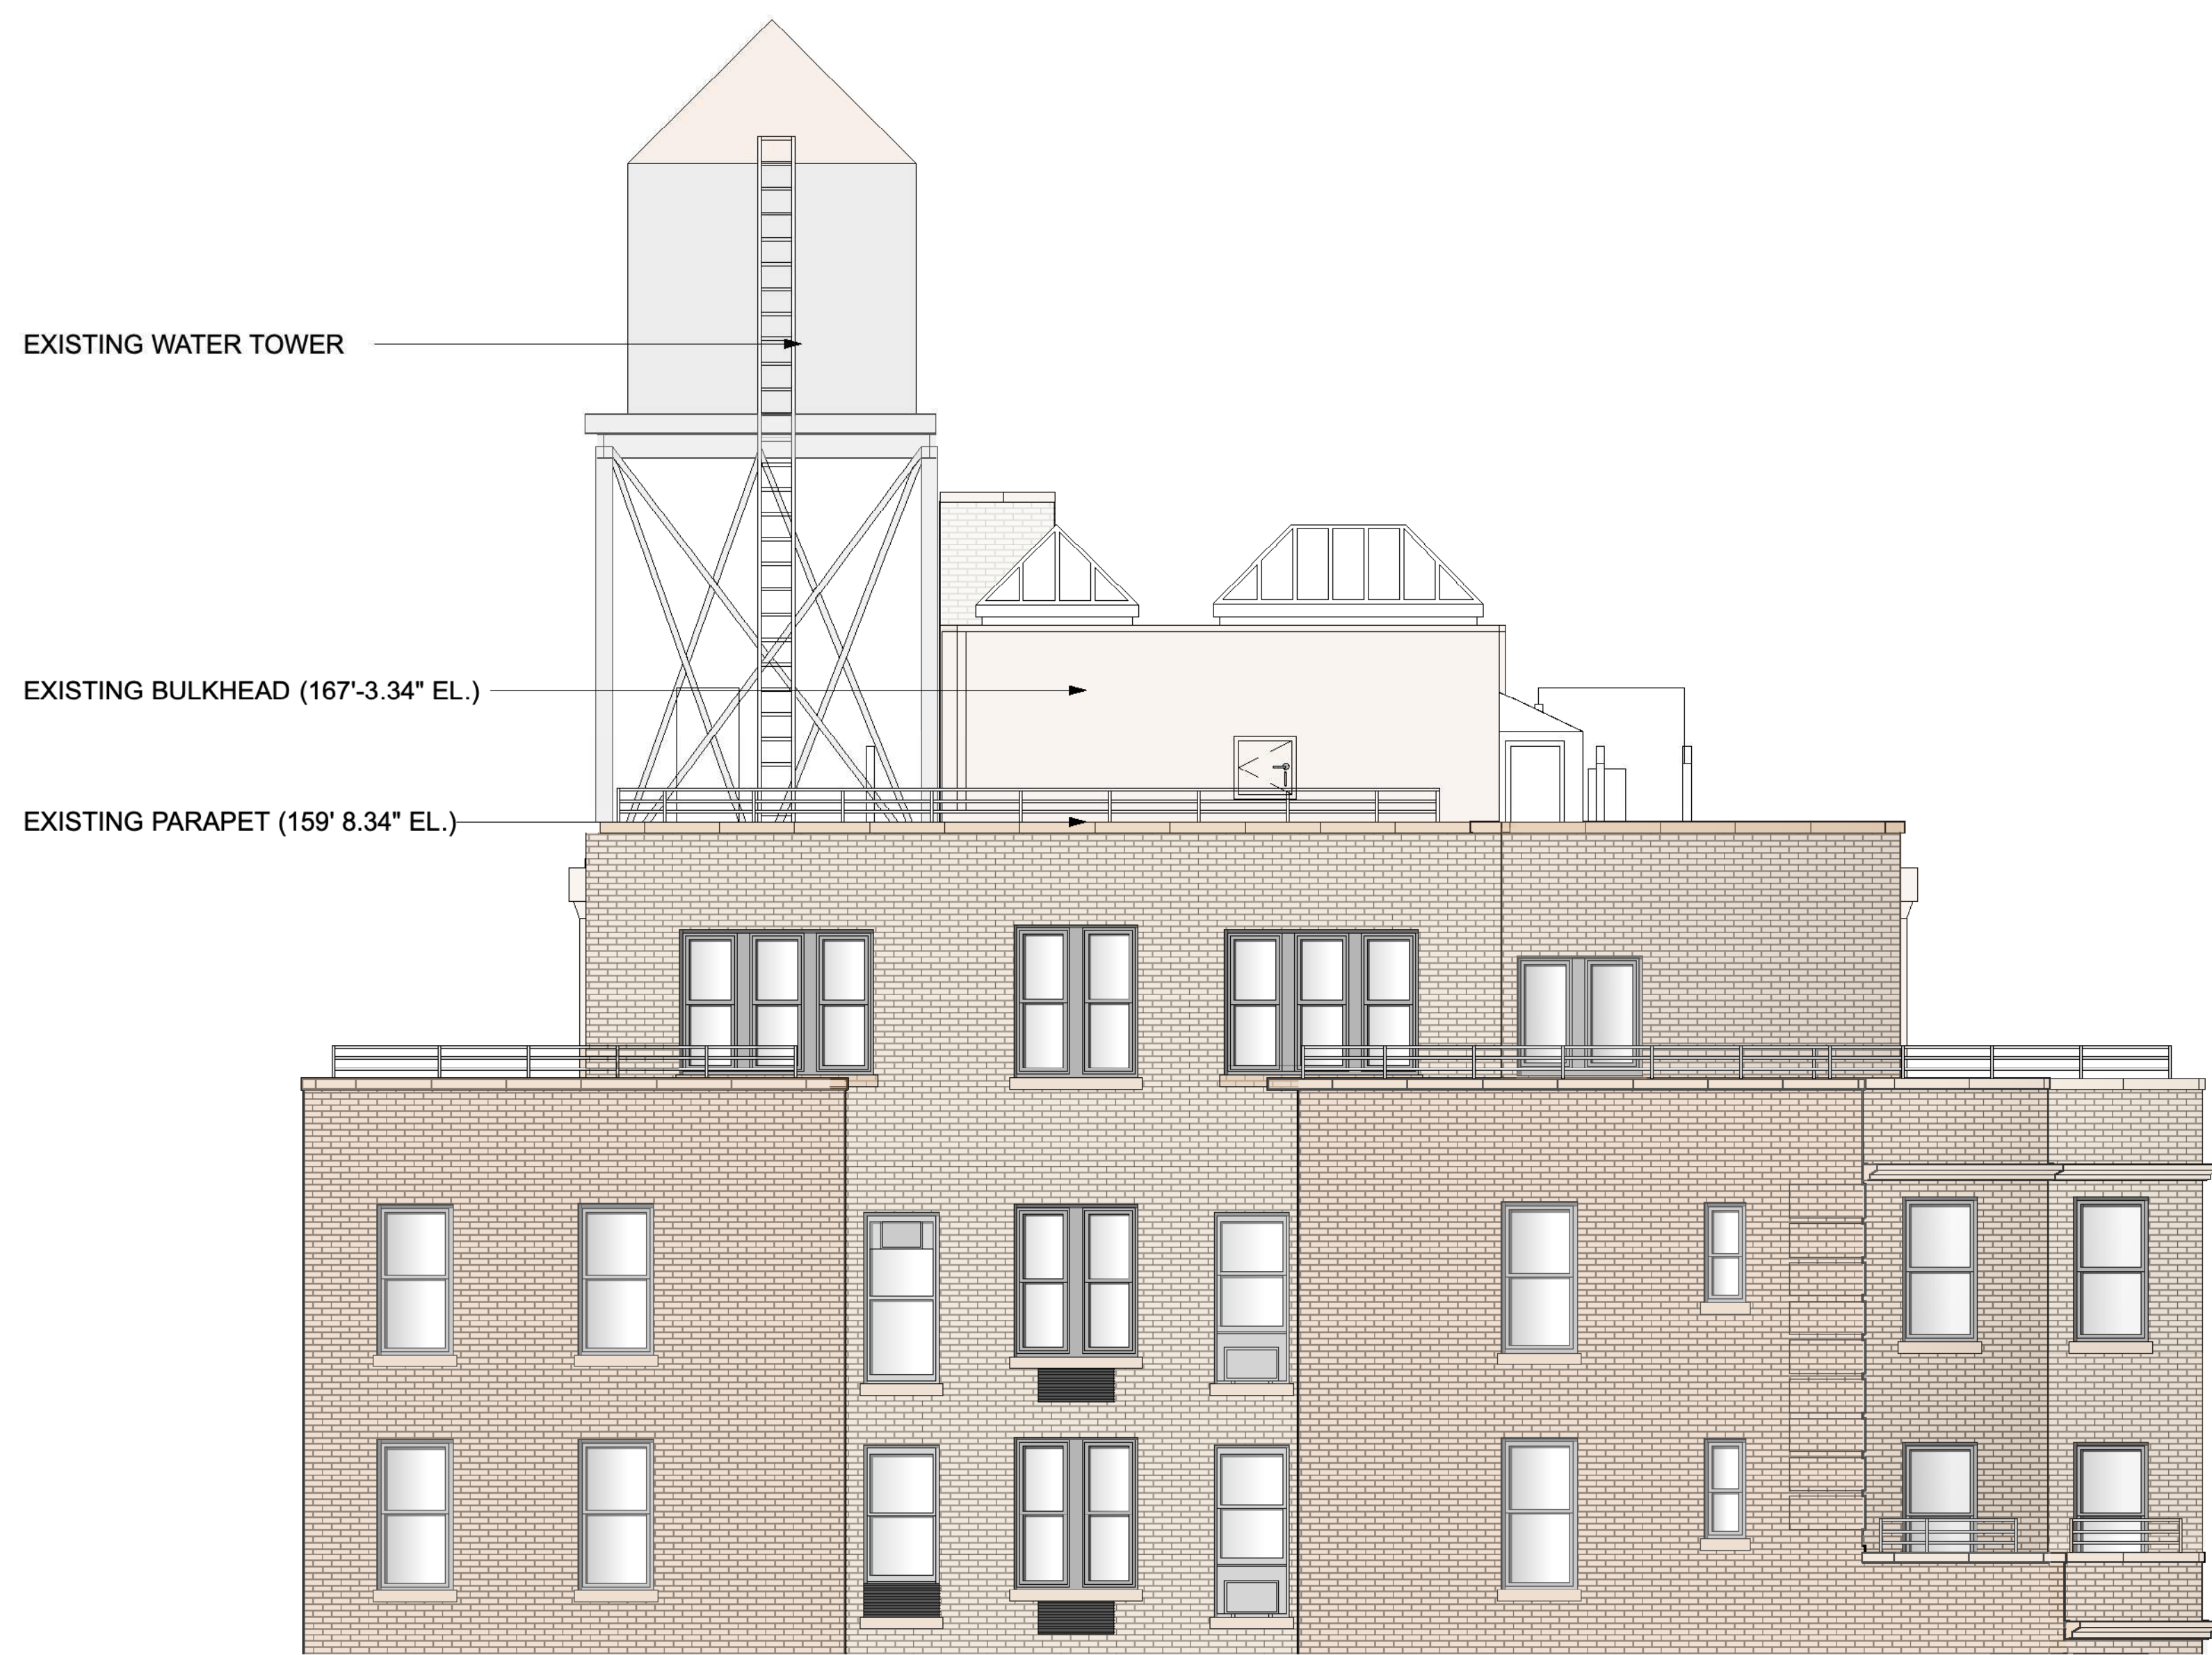 EXISTING WATER TOWER
EXISTING BULKHEAD (167'-3.34" EL.)
EXISTING PARAPET (159' 8.34" EL.)